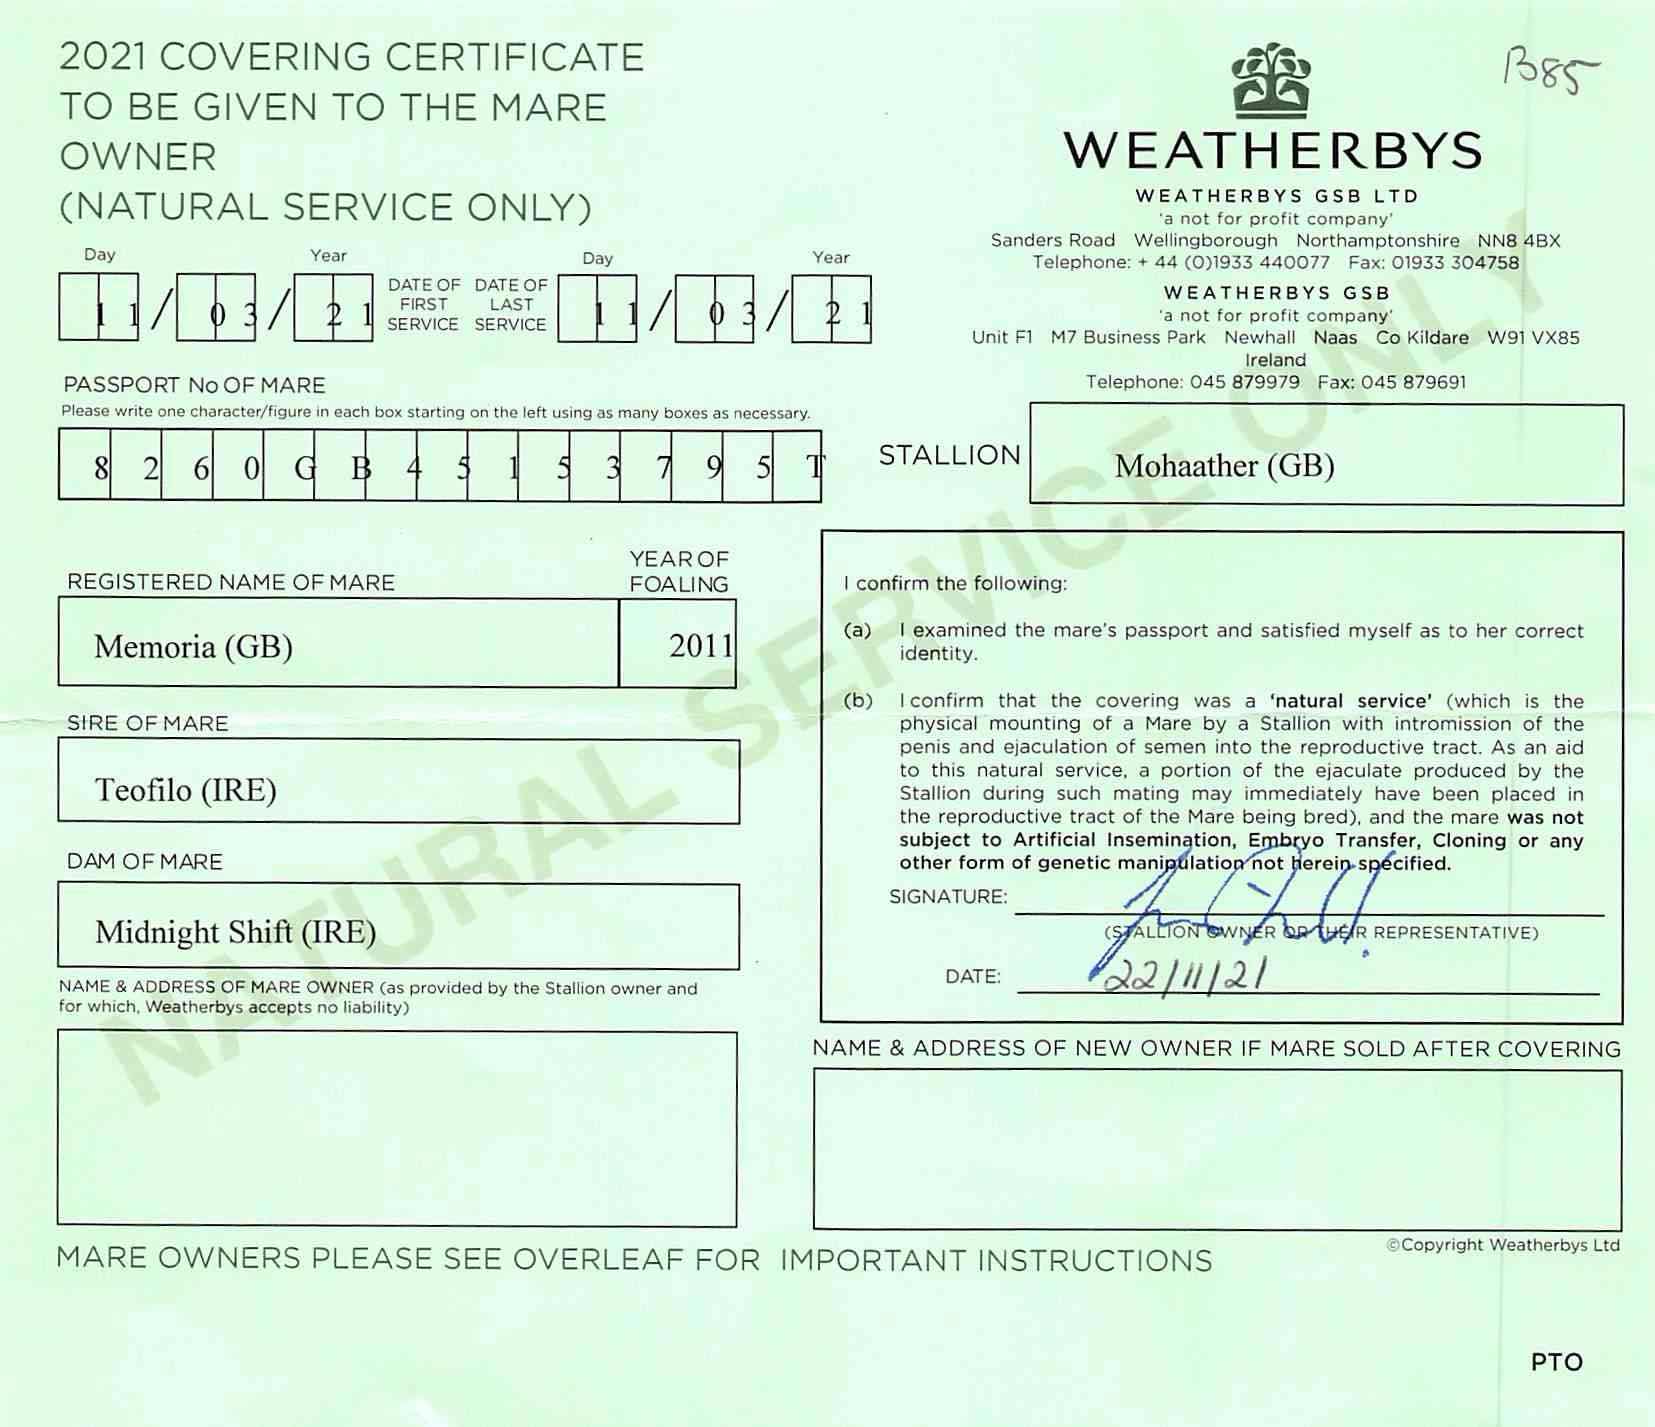 2021 COVERING CERTIFICATE
TO BE GIVEN TO THE MARE
OWNER
(NATURAL SERVICE ONLY)
B85
WEATHERBYS
WEATHERBYS GSB LTD
'a not for profit company'
Sanders Road Wellingborough Northamptonshire NN8 4BX
Telephone: + 44 (0)1933 440077 Fax: 01933 304758
WEATHERBYS GSB
'a not for profit company'
Unit F1 M7 Business Park Newhall Naas Co Kildare W91 VX85
Ireland
Telephone: 045 879979 Fax: 045 879691
Day Year
11/03/21
DATE OF FIRST SERVICE
DATE OF LAST SERVICE
Day Year
11/03/21
PASSPORT No OF MARE
Please write one character/figure in each box starting on the left using as many boxes as necessary.
8 2 6 0 G B 4 5 1 5 3 7 9 5 T
STALLION
Mohaather (GB)
REGISTERED NAME OF MARE
YEAR OF
FOALING
Memoria (GB)
2011
SIRE OF MARE
Teofilo (IRE)
DAM OF MARE
Midnight Shift (IRE)
NAME & ADDRESS OF MARE OWNER (as provided by the Stallion owner and
for which, Weatherbys accepts no liability)
I confirm the following:
(a) I examined the mare's passport and satisfied myself as to her correct
identity.
(b) I confirm that the covering was a 'natural service' (which is the
physical mounting of a Mare by a Stallion with intromission of the
penis and ejaculation of semen into the reproductive tract. As an aid
to this natural service, a portion of the ejaculate produced by the
Stallion during such mating may immediately have been placed in
the reproductive tract of the Mare being bred), and the mare was not
subject to Artificial Insemination, Embryo Transfer, Cloning or any
other form of genetic manipulation not herein specified.
SIGNATURE:
(STALLION OWNER OR THEIR REPRESENTATIVE)
DATE: 22/11/21
NAME & ADDRESS OF NEW OWNER IF MARE SOLD AFTER COVERING
©Copyright Weatherbys Ltd
MARE OWNERS PLEASE SEE OVERLEAF FOR IMPORTANT INSTRUCTIONS
PTO
NATURAL SERVICE ONLY